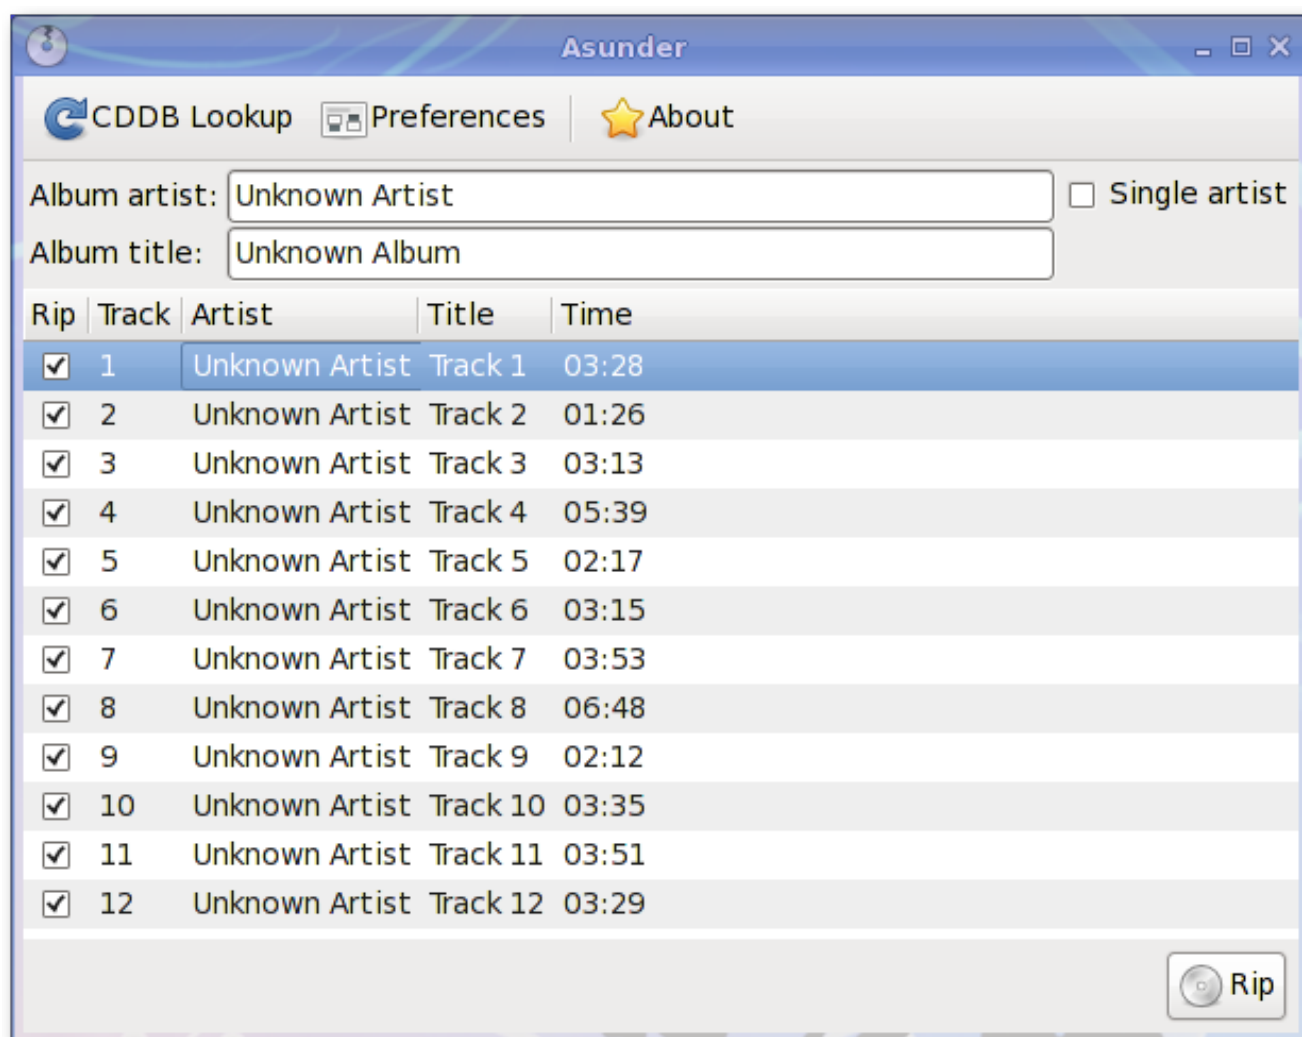 Asunder
CDDB Lookup Preferences About
Album artist: Unknown Artist Single artist
Album title: Unknown Album
Rip Track Artist Title Time
1 Unknown Artist Track 1 03:28
2 Unknown Artist Track 2 01:26
3 Unknown Artist Track 3 03:13
4 Unknown Artist Track 4 05:39
5 Unknown Artist Track 5 02:17
6 Unknown Artist Track 6 03:15
7 Unknown Artist Track 7 03:53
8 Unknown Artist Track 8 06:48
9 Unknown Artist Track 9 02:12
10 Unknown Artist Track 10 03:35
11 Unknown Artist Track 11 03:51
12 Unknown Artist Track 12 03:29
Rip